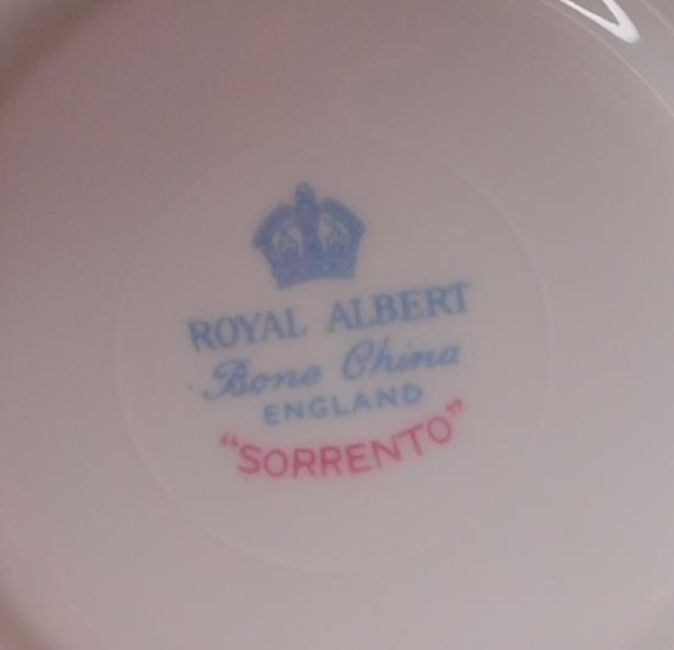 ROYAL ALBERT
Bone China
ENGLAND
"SORRENTO"